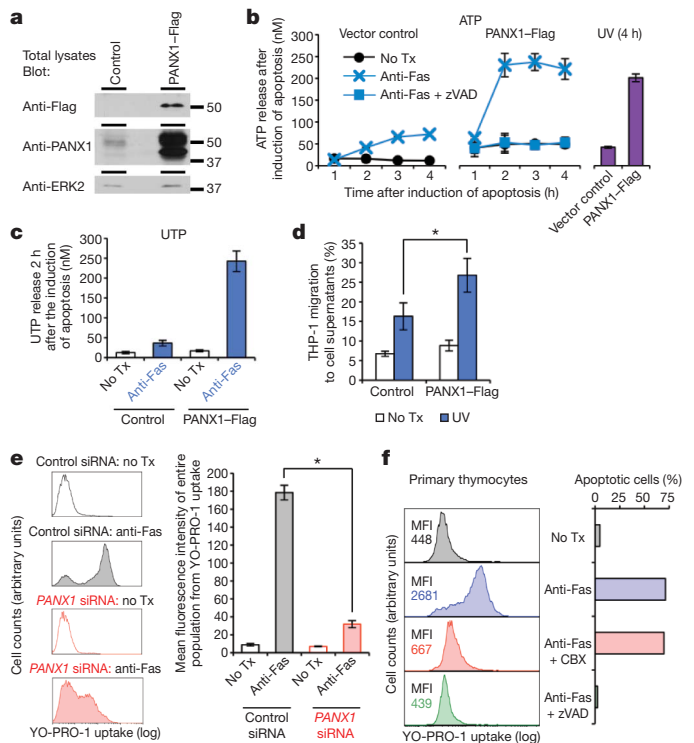 a
Total lysates
Blot:
Control
PANX1–Flag
Anti-Flag
50
Anti-PANX1
50
37
Anti-ERK2
37
b
ATP
Vector control
PANX1–Flag
UV (4 h)
ATP release after
induction of apoptosis (nM)
300
250
200
150
100
50
0
No Tx
Anti-Fas
Anti-Fas + zVAD
1 2 3 4
1 2 3 4
Time after induction of apoptosis (h)
Vector control
PANX1–Flag
c
UTP
UTP release 2 h
after the induction
of apoptosis (nM)
300
250
200
150
100
50
0
No Tx
Anti-Fas
No Tx
Anti-Fas
Control
PANX1–Flag
d
THP-1 migration
to cell supernatants (%)
35
30
25
20
15
10
5
0
*
Control
PANX1–Flag
No Tx
UV
e
Control siRNA: no Tx
Control siRNA: anti-Fas
PANX1 siRNA: no Tx
PANX1 siRNA: anti-Fas
Cell counts (arbitrary units)
YO-PRO-1 uptake (log)
Mean fluorescence intensity of entire
population from YO-PRO-1 uptake
200
180
160
140
120
100
80
60
40
20
0
*
No Tx
Anti-Fas
No Tx
Anti-Fas
Control
siRNA
PANX1
siRNA
f
Primary thymocytes
Apoptotic cells (%)
0 25 50 75
Cell counts (arbitrary units)
MFI
448
No Tx
MFI
2681
Anti-Fas
MFI
667
Anti-Fas
+ CBX
MFI
439
Anti-Fas
+ zVAD
YO-PRO-1 uptake (log)